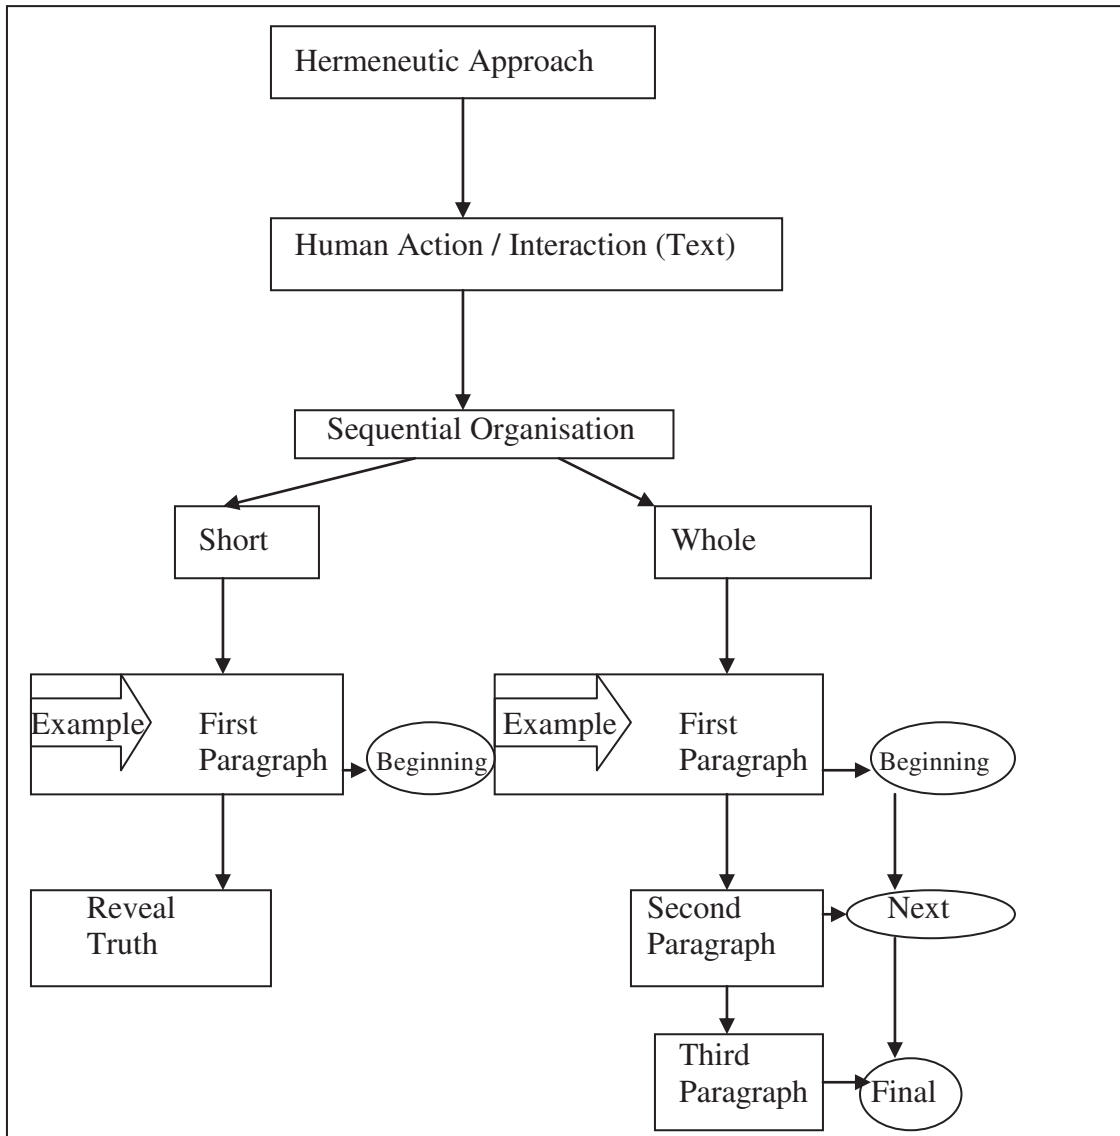 Hermeneutic Approach
Human Action / Interaction (Text)
Sequential Organisation
Short
Whole
Example
First
Paragraph
Beginning
Example
First
Paragraph
Beginning
Reveal
Truth
Second
Paragraph
Next
Third
Paragraph
Final